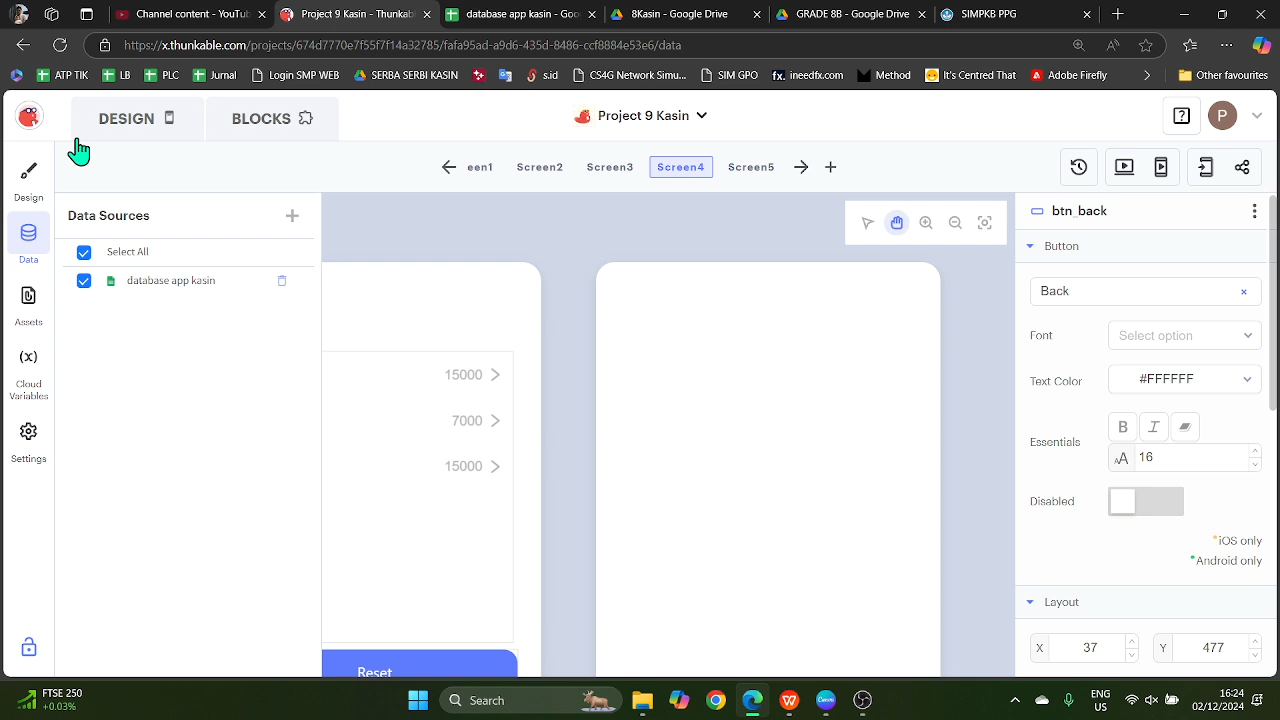 Channel content - YouTub
Project 9 Kasin - Thunkab
database app kasin - Goo
8Kasin - Google Drive
GRADE 8B - Google Drive
SIMPKB PPG
https://x.thunkable.com/projects/674d7770e7f55f7f14a32785/fafa95ad-a9d6-435d-8486-ccf8884e53e6/data
ATP TIK
LB
PLC
Jurnal
Login SMP WEB
SERBA SERBI KASIN
sid
CS4G Network Simu...
SIM GTO
inecdfx.com
Method
It's Centred That
Adobe Firefly
Other favourites
DESIGN
BLOCKS
Project 9 Kasin
P
een1
Screen2
Screen3
Screen4
Screen5
Design
Data
Assets
(x)
Cloud
Variables
Settings
Data Sources
Select All
database app kasin
15000
7000
15000
Reset
btn_back
Button
Back
Font
Select option
Text Color
#FFFFFF
Essentials
B I
AA 16
Disabled
*iOS only
*Android only
Layout
X 37
Y 477
FTSE 250
+0.03%
Search
ENG
US
16:24
02/12/2024